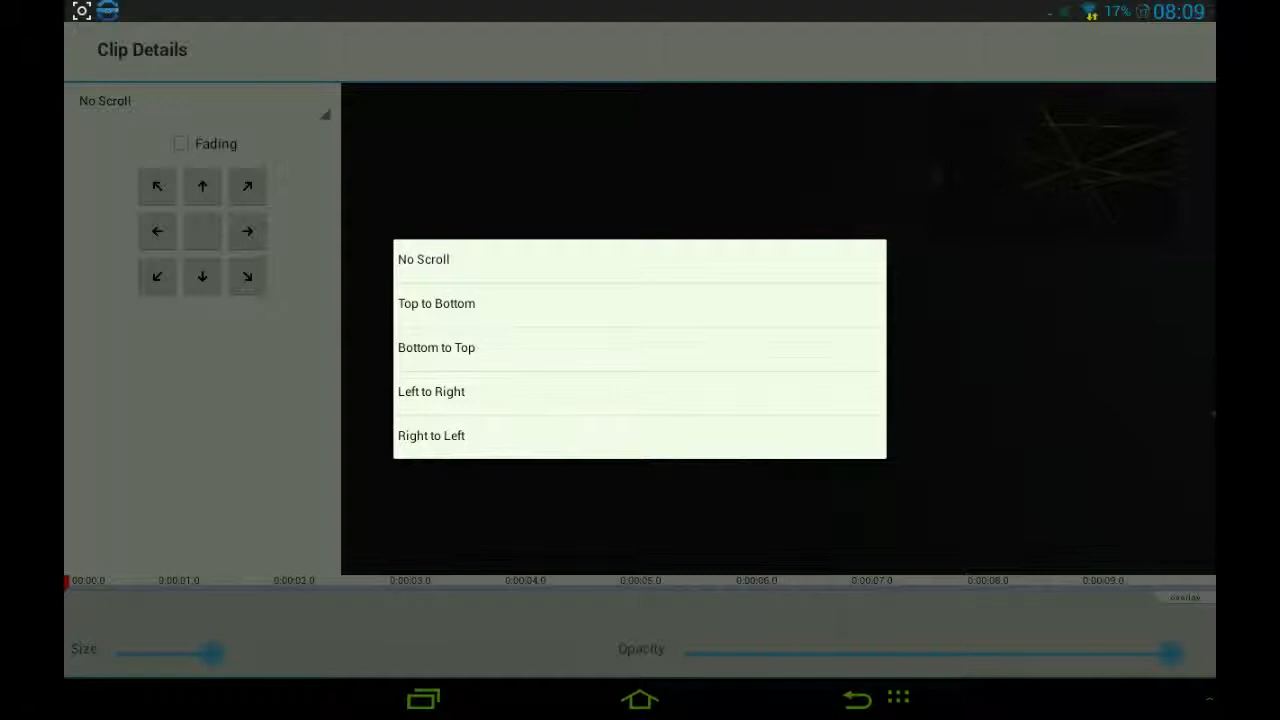 17% 08:09
Clip Details
No Scroll
Fading
No Scroll
Top to Bottom
Bottom to Top
Left to Right
Right to Left
00:00.0 0:00:01.0 0:00:02.0 0:00:03.0 0:00:04.0 0:00:05.0 0:00:06.0 0:00:07.0 0:00:08.0 0:00:09.0
overlay
Size Opacity